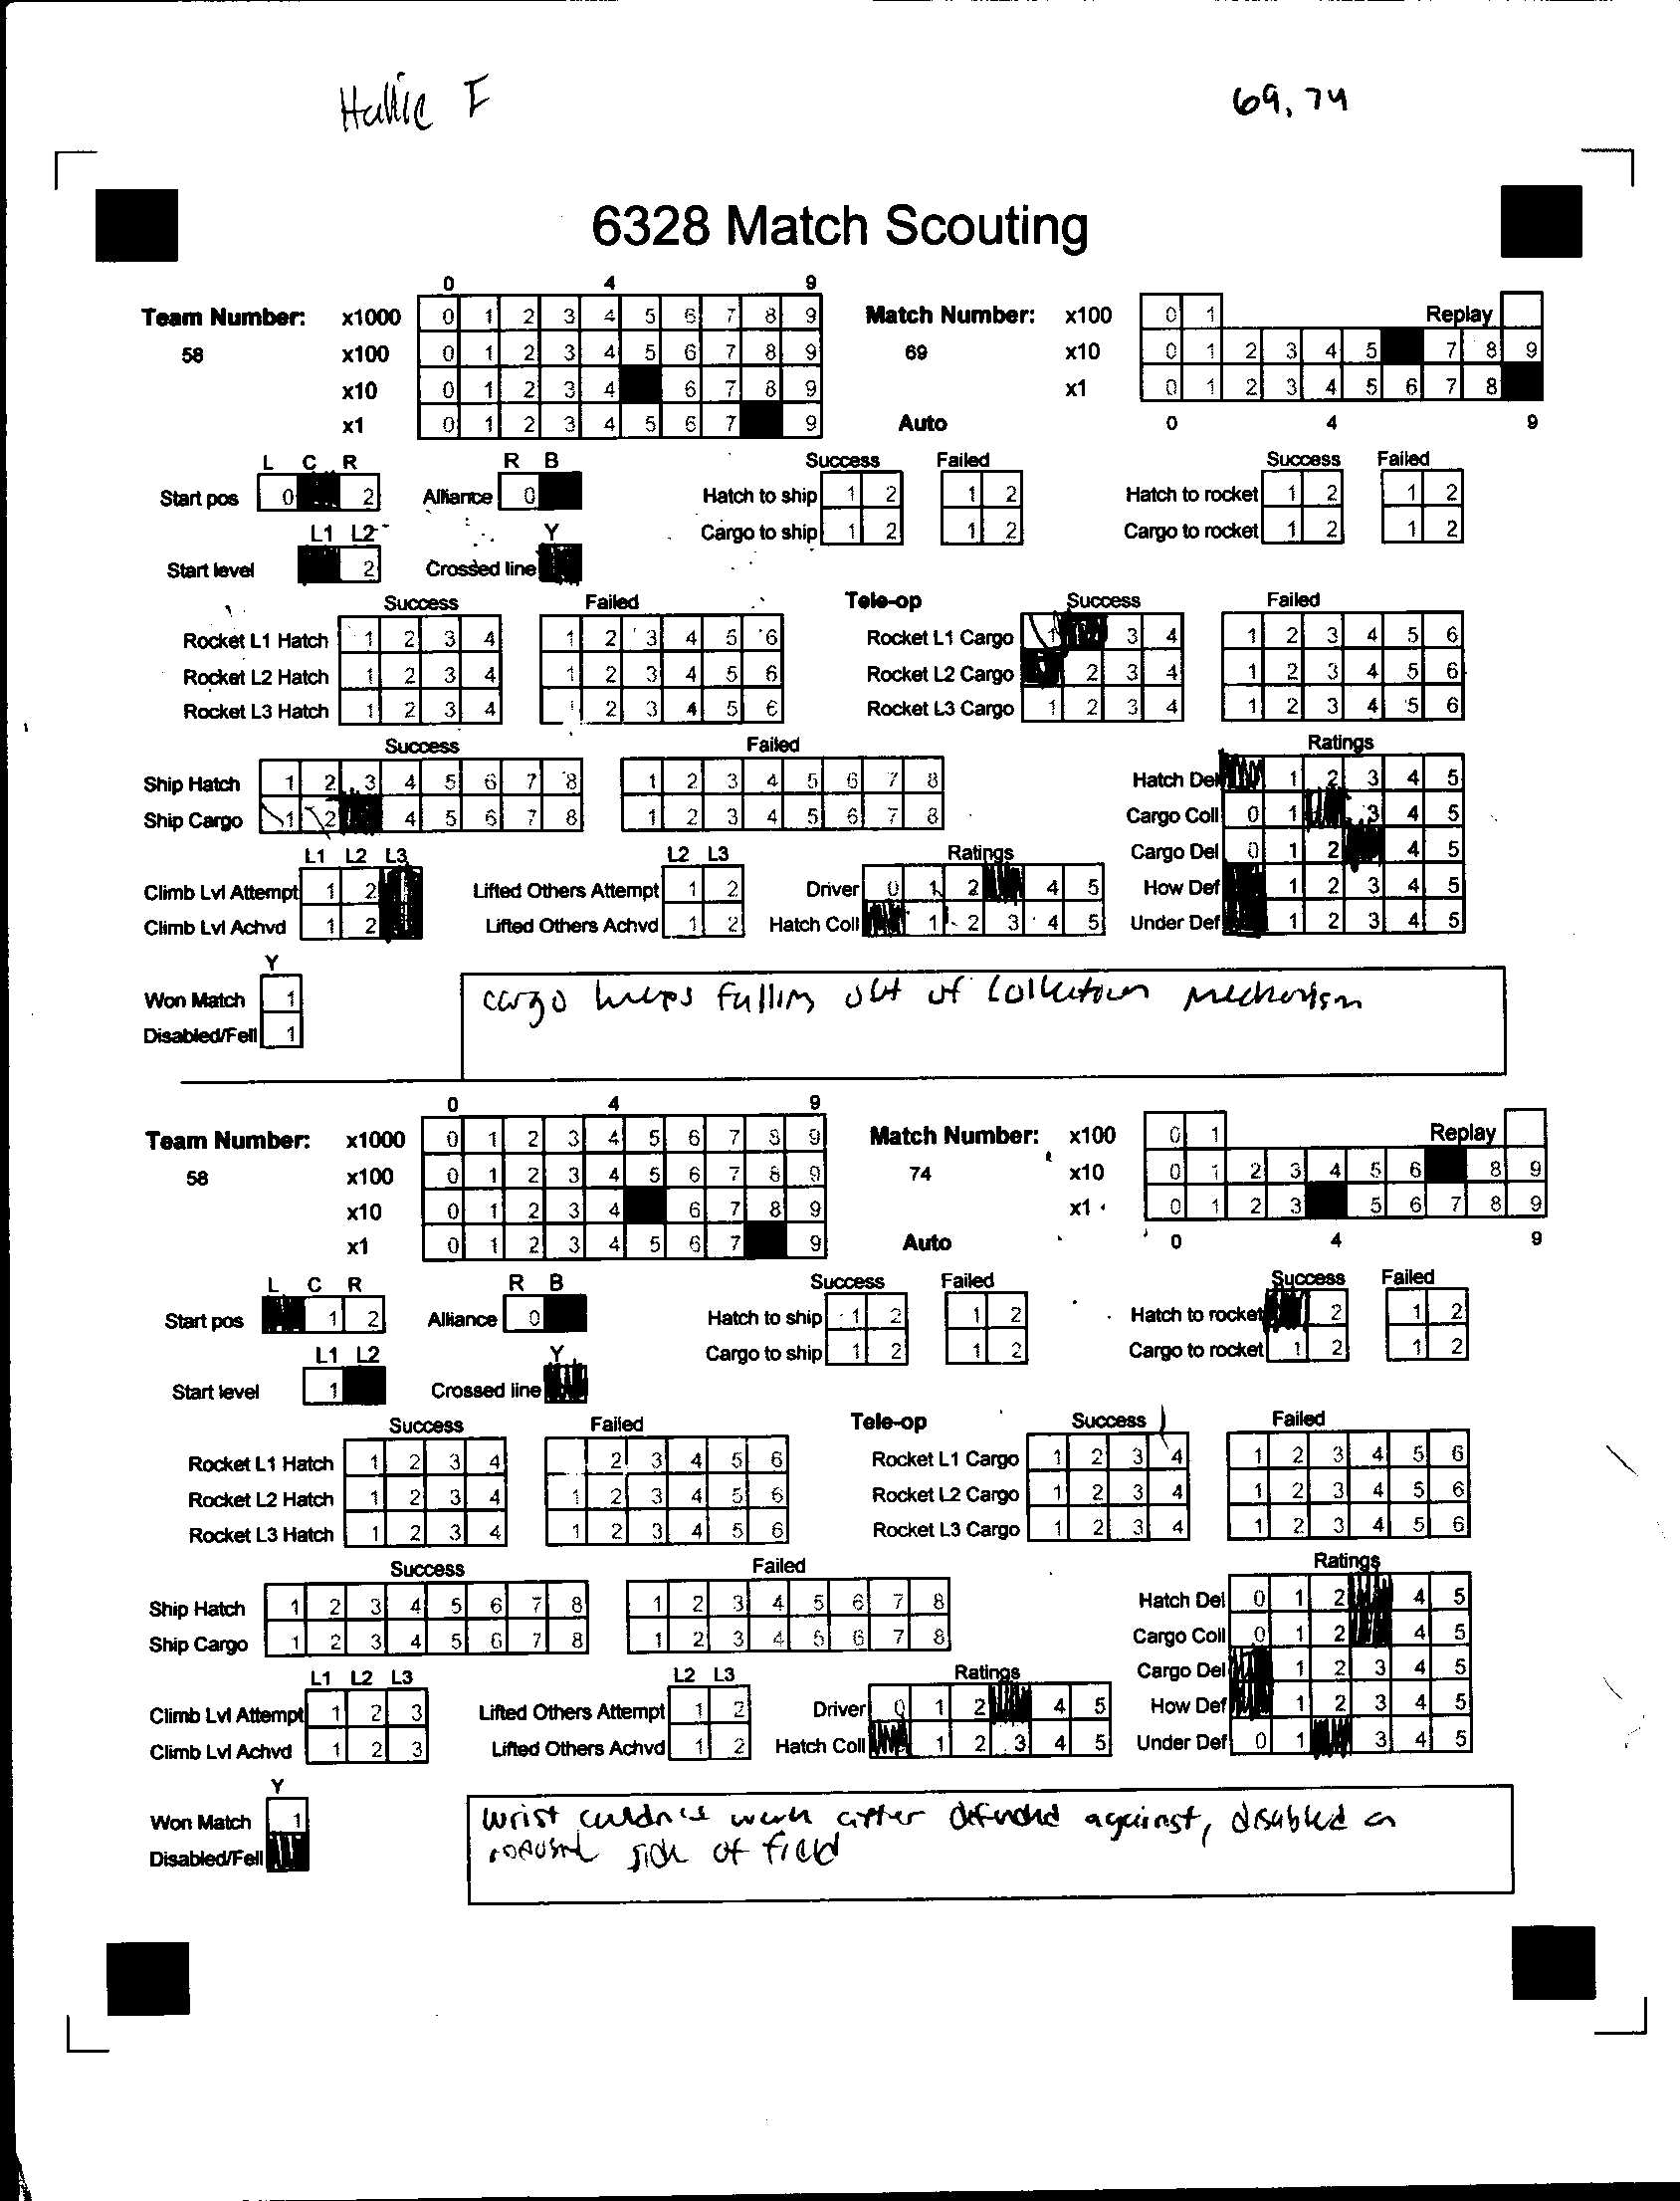 Hallie F
69, 74
6328 Match Scouting
0 4 9
Team Number: x1000 0 1 2 3 4 5 6 7 8 9 Match Number: x100 0 1 Replay
58 x100 0 1 2 3 4 5 6 7 8 9 69 x10 0 1 2 3 4 5 7 8 9
x10 0 1 2 3 4 6 7 8 9 x1 0 1 2 3 4 5 6 7 8
x1 0 1 2 3 4 5 6 7 9 Auto 0 4 9
L C R R B Success Failed Success Failed
Start pos 0 2 Alliance 0 Hatch to ship 1 2 1 2 Hatch to rocket 1 2 1 2
L1 L2 Y Cargo to ship 1 2 1 2 Cargo to rocket 1 2 1 2
Start level 2 Crossed line
Success Failed Tele-op Success Failed
Rocket L1 Hatch 1 2 3 4 1 2 3 4 5 6 Rocket L1 Cargo 1 3 4 1 2 3 4 5 6
Rocket L2 Hatch 1 2 3 4 1 2 3 4 5 6 Rocket L2 Cargo 2 3 4 1 2 3 4 5 6
Rocket L3 Hatch 1 2 3 4 1 2 3 4 5 6 Rocket L3 Cargo 1 2 3 4 1 2 3 4 5 6
Success Failed Ratings
Ship Hatch 1 2 3 4 5 6 7 8 1 2 3 4 5 6 7 8 Hatch Del 1 2 3 4 5
Ship Cargo 1 2 4 5 6 7 8 1 2 3 4 5 6 7 8 Cargo Coll 0 1 3 4 5
L1 L2 L3 L2 L3 Ratings Cargo Del 0 1 2 4 5
Climb Lvl Attempt 1 2 Lifted Others Attempt 1 2 Driver 0 1 2 4 5 How Def 1 2 3 4 5
Climb Lvl Achvd 1 2 Lifted Others Achvd 1 2 Hatch Coll 1 2 3 4 5 Under Def 1 2 3 4 5
Y
Won Match 1 cargo keeps falling out of collection mechanism
Disabled/Fell 1
0 4 9
Team Number: x1000 0 1 2 3 4 5 6 7 8 9 Match Number: x100 0 1 Replay
58 x100 0 1 2 3 4 5 6 7 8 9 74 x10 0 1 2 3 4 5 6 8 9
x10 0 1 2 3 4 6 7 8 9 x1 0 1 2 3 5 6 7 8 9
x1 0 1 2 3 4 5 6 7 9 Auto 0 4 9
L C R R B Success Failed Success Failed
Start pos 1 2 Alliance 0 Hatch to ship 1 2 1 2 Hatch to rocket 2 1 2
L1 L2 Y Cargo to ship 1 2 1 2 Cargo to rocket 1 2 1 2
Start level 1 Crossed line
Success Failed Tele-op Success Failed
Rocket L1 Hatch 1 2 3 4 2 3 4 5 6 Rocket L1 Cargo 1 2 3 4 1 2 3 4 5 6
Rocket L2 Hatch 1 2 3 4 1 2 3 4 5 6 Rocket L2 Cargo 1 2 3 4 1 2 3 4 5 6
Rocket L3 Hatch 1 2 3 4 1 2 3 4 5 6 Rocket L3 Cargo 1 2 3 4 1 2 3 4 5 6
Success Failed Ratings
Ship Hatch 1 2 3 4 5 6 7 8 1 2 3 4 5 6 7 8 Hatch Del 0 1 2 4 5
Ship Cargo 1 2 3 4 5 6 7 8 1 2 3 4 5 6 7 8 Cargo Coll 0 1 2 4 5
L1 L2 L3 L2 L3 Ratings Cargo Del 1 2 3 4 5
Climb Lvl Attempt 1 2 3 Lifted Others Attempt 1 2 Driver 0 1 2 4 5 How Def 1 2 3 4 5
Climb Lvl Achvd 1 2 3 Lifted Others Achvd 1 2 Hatch Coll 1 2 3 4 5 Under Def 0 1 3 4 5
Y
Won Match 1 wrist couldn't work after defended against, disabled on
Disabled/Fell side of field